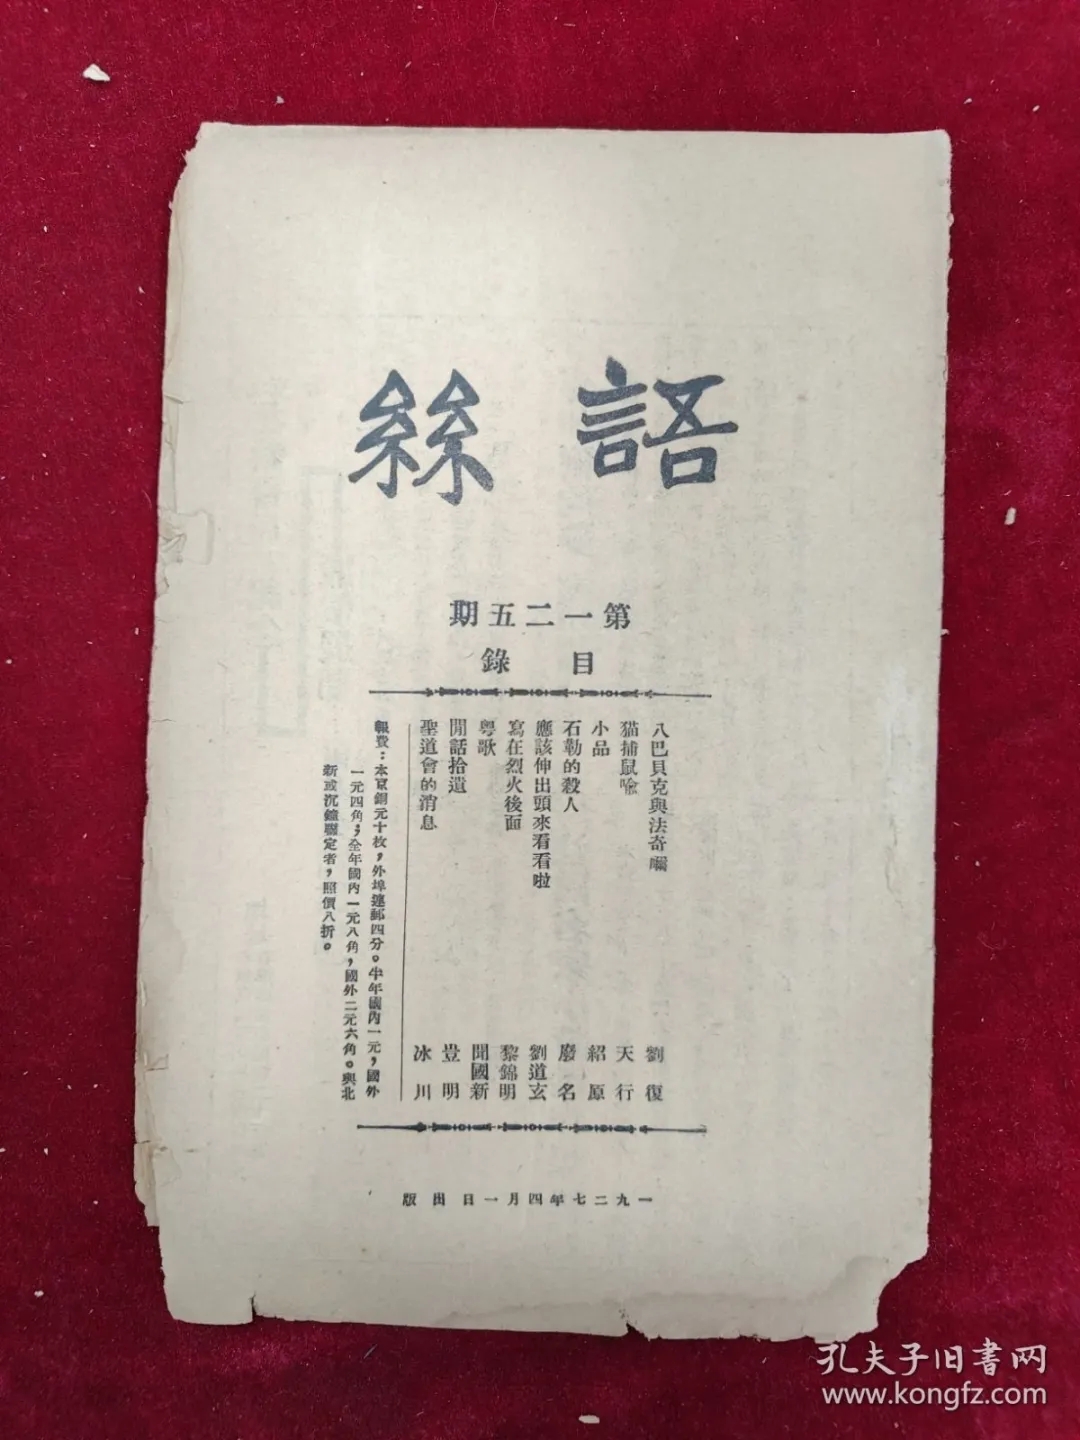 語絲
第一二五期
目錄
八巴貝克與法奇爾 劉復
猫捕鼠喻 天行
小品 紹原
石勒的殺人 廢名
應該伸出頭來看看啦 劉道玄
寫在烈火後面 黎錦明
粤歌 聞國新
閒話拾遺 豈明
聖道會的消息 冰川
報費：本京銅元十枚，外埠連郵四分。半年國內一元，國外
一元四角；全年國內一元八角，國外二元六角。與北
新或沉鐘聯定者，照價八折。
一九二七年四月一日出版
孔夫子旧書网
www.kongfz.com